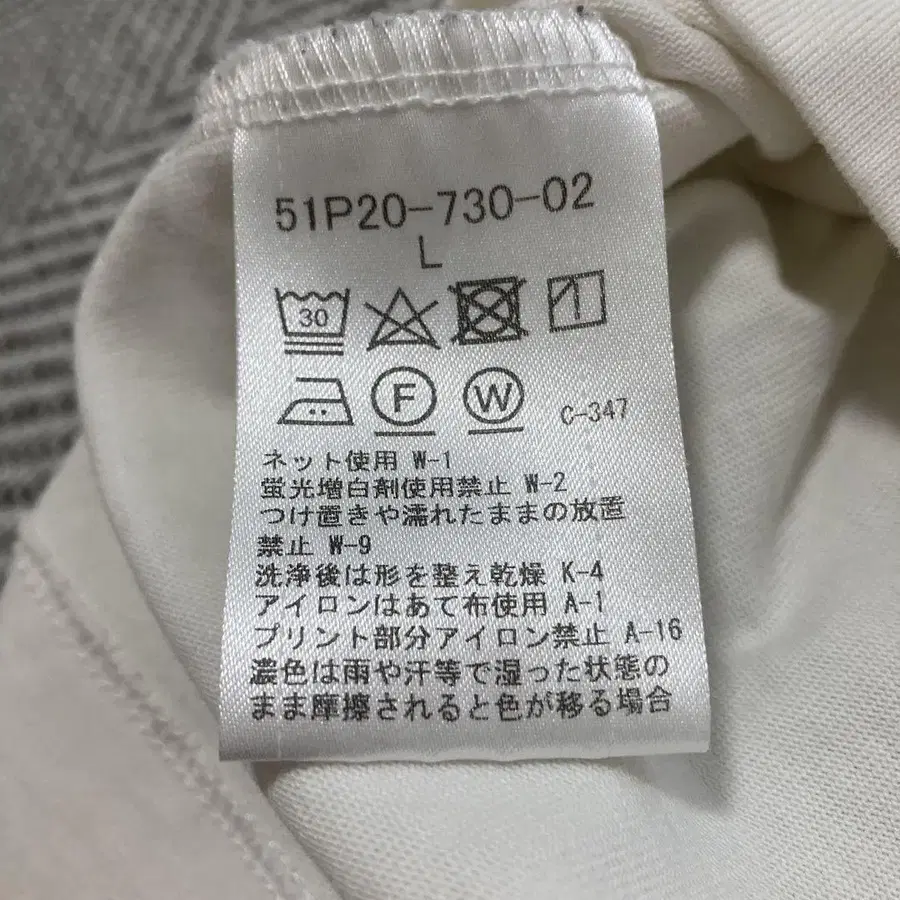 51P20-730-02
L
30
F W C-347
ネット使用 W-1
蛍光増白剤使用禁止 W-2
つけ置きや濡れたままの放置
禁止 W-9
洗浄後は形を整え乾燥 K-4
アイロンはあて布使用 A-1
プリント部分アイロン禁止 A-16
濃色は雨や汗等で湿った状態の
まま摩擦されると色が移る場合